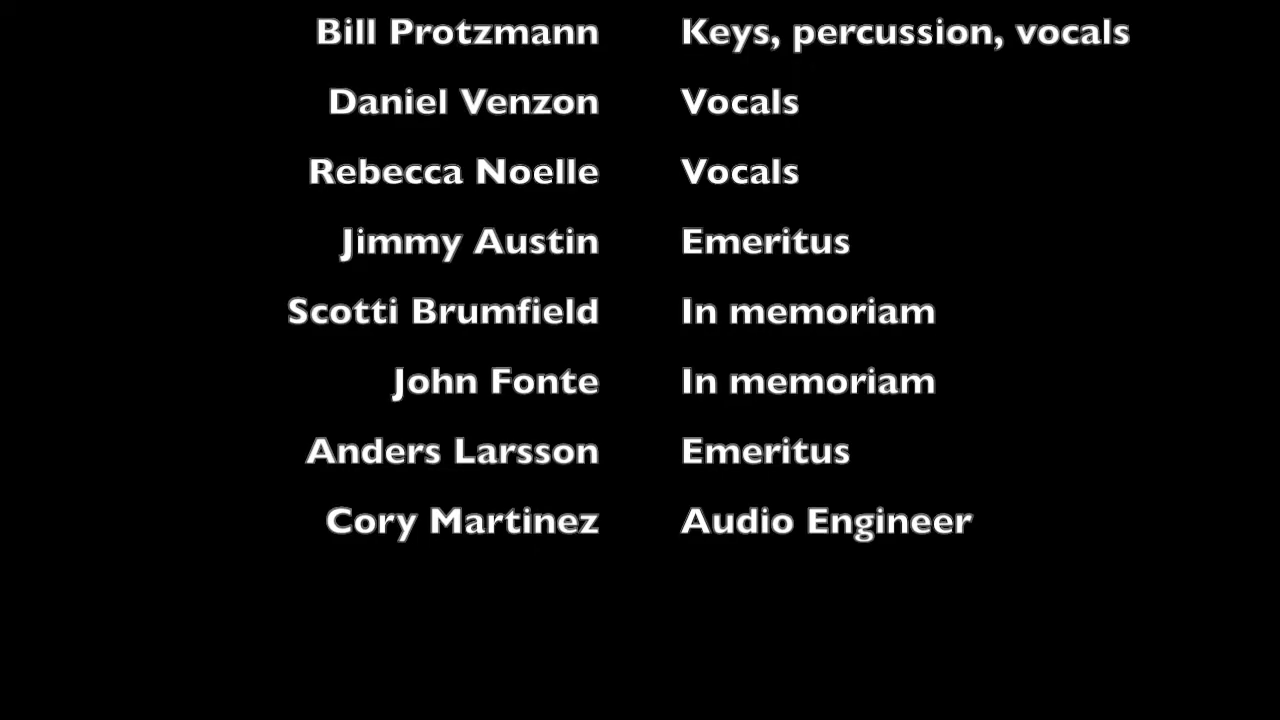 Bill Protzmann Keys, percussion, vocals
Daniel Venzon Vocals
Rebecca Noelle Vocals
Jimmy Austin Emeritus
Scotti Brumfield In memoriam
John Fonte In memoriam
Anders Larsson Emeritus
Cory Martinez Audio Engineer